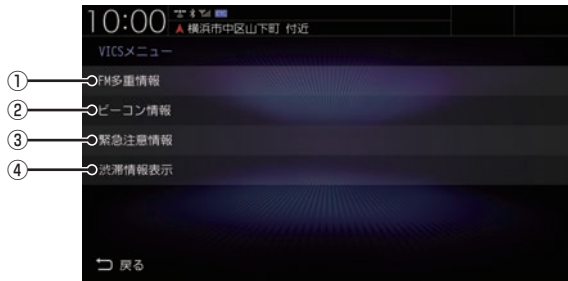 10:00
横浜市中区山下町 付近
VICSメニュー
① FM多重情報
② ビーコン情報
③ 緊急注意情報
④ 渋滞情報表示
戻る